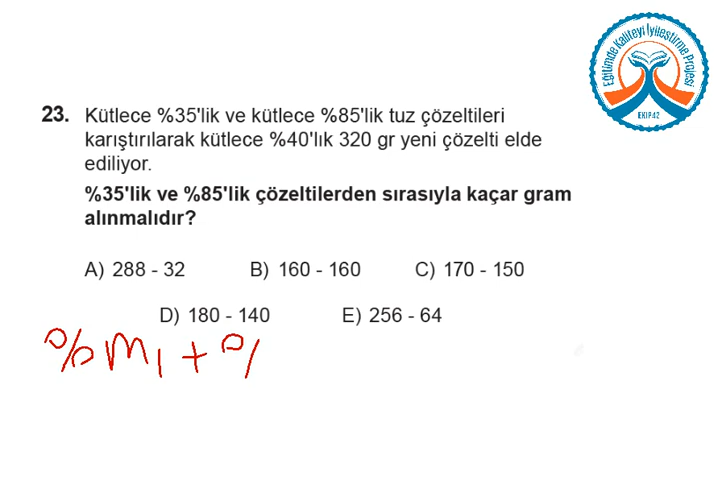 Eğitimde Kaliteyi İyileştirme Projesi
EKIP42
23. Kütlece %35'lik ve kütlece %85'lik tuz çözeltileri
karıştırılarak kütlece %40'lık 320 gr yeni çözelti elde
ediliyor.
%35'lik ve %85'lik çözeltilerden sırasıyla kaçar gram
alınmalıdır?
A) 288 - 32 B) 160 - 160 C) 170 - 150
D) 180 - 140 E) 256 - 64
%m1 + %